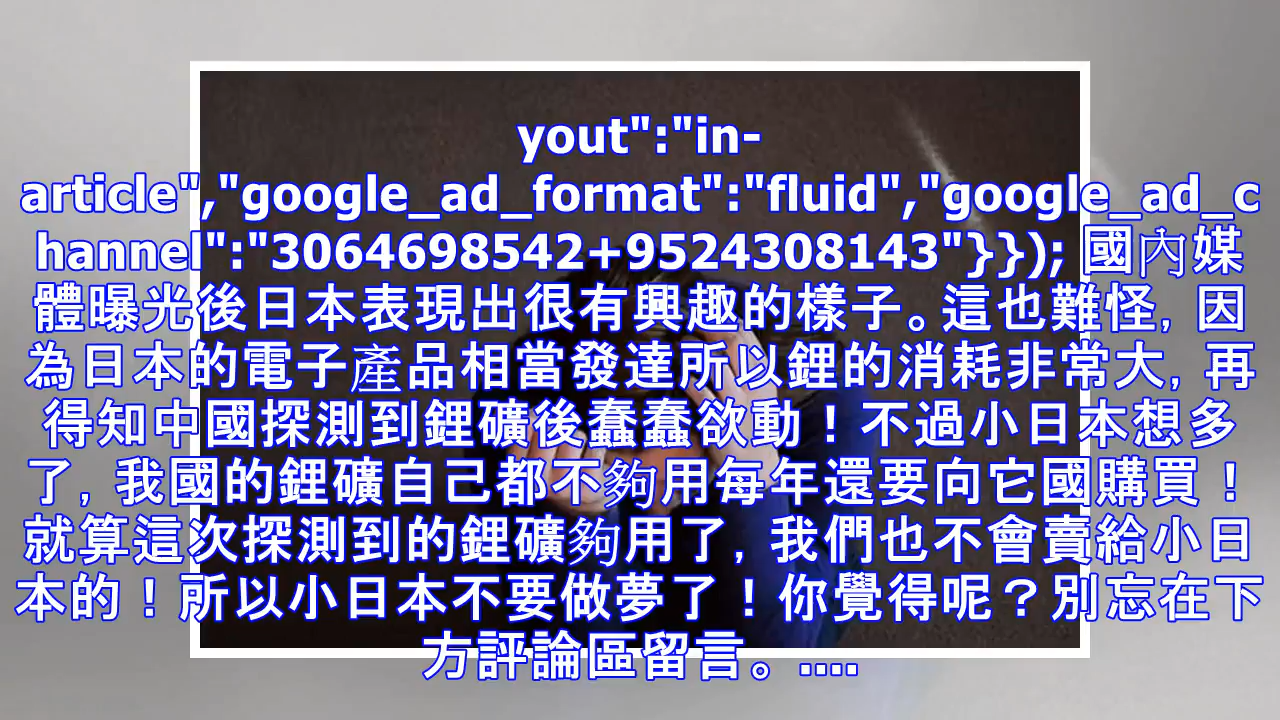 yout":"in-
article","google_ad_format":"fluid","google_ad_c
hannel":"3064698542+9524308143"}}); 國內媒
體曝光後日本表現出很有興趣的樣子。這也難怪, 因
為日本的電子產品相當發達所以鋰的消耗非常大, 再
得知中國探測到鋰礦後蠢蠢欲動！不過小日本想多
了, 我國的鋰礦自己都不夠用每年還要向它國購買！
就算這次探測到的鋰礦夠用了, 我們也不會賣給小日
本的！所以小日本不要做夢了！你覺得呢？別忘在下
方評論區留言。....